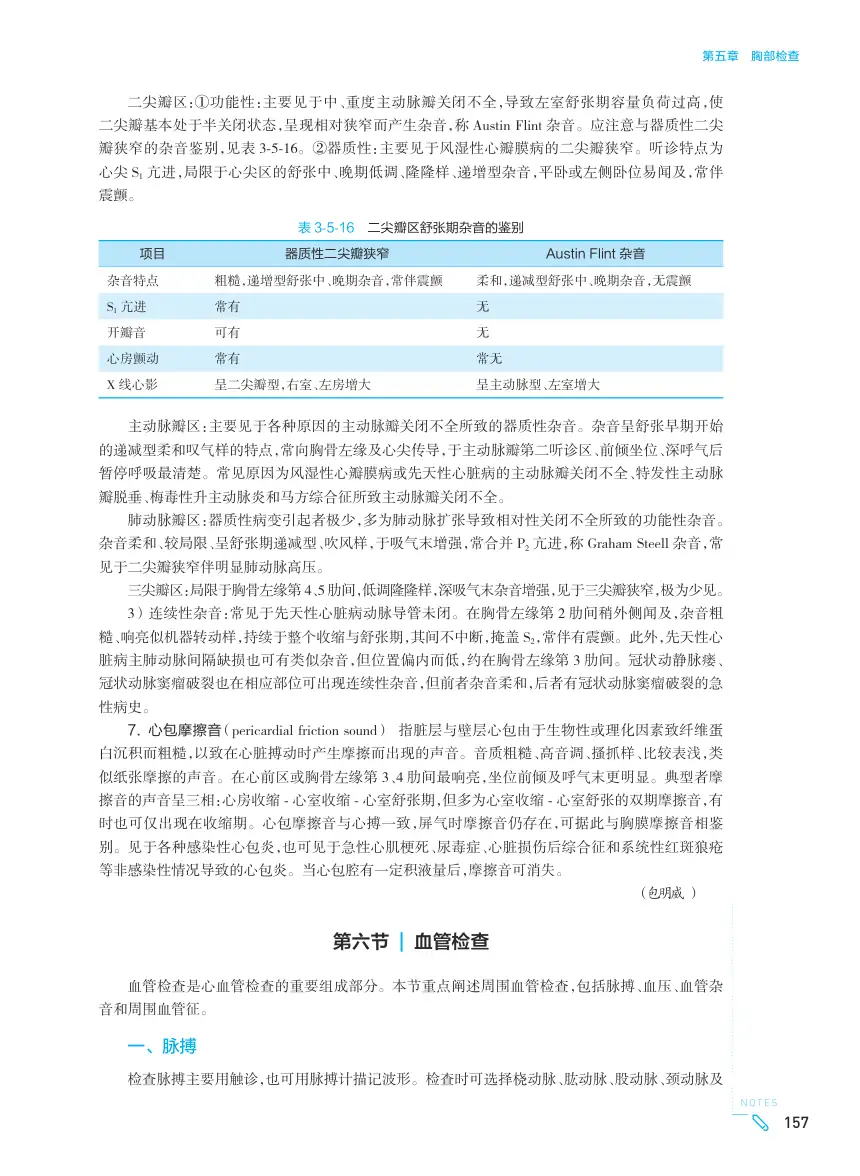 第五章 胸部检查
二尖瓣区:①功能性:主要见于中、重度主动脉瓣关闭不全,导致左室舒张期容量负荷过高,使
二尖瓣基本处于半关闭状态,呈现相对狭窄而产生杂音,称 Austin Flint 杂音。应注意与器质性二尖
瓣狭窄的杂音鉴别,见表 3-5-16。②器质性:主要见于风湿性心瓣膜病的二尖瓣狭窄。听诊特点为
心尖 S₁ 亢进,局限于心尖区的舒张中、晚期低调、隆隆样、递增型杂音,平卧或左侧卧位易闻及,常伴
震颤。
表 3-5-16 二尖瓣区舒张期杂音的鉴别
项目 器质性二尖瓣狭窄 Austin Flint 杂音
杂音特点 粗糙,递增型舒张中、晚期杂音,常伴震颤 柔和,递减型舒张中、晚期杂音,无震颤
S₁ 亢进 常有 无
开瓣音 可有 无
心房颤动 常有 常无
X 线心影 呈二尖瓣型,右室、左房增大 呈主动脉型、左室增大
主动脉瓣区:主要见于各种原因的主动脉瓣关闭不全所致的器质性杂音。杂音呈舒张早期开始
的递减型柔和叹气样的特点,常向胸骨左缘及心尖传导,于主动脉瓣第二听诊区、前倾坐位、深呼气后
暂停呼吸最清楚。常见原因为风湿性心瓣膜病或先天性心脏病的主动脉瓣关闭不全、特发性主动脉
瓣脱垂、梅毒性升主动脉炎和马方综合征所致主动脉瓣关闭不全。
肺动脉瓣区:器质性病变引起者极少,多为肺动脉扩张导致相对性关闭不全所致的功能性杂音。
杂音柔和、较局限、呈舒张期递减型、吹风样,于吸气末增强,常合并 P₂ 亢进,称 Graham Steell 杂音,常
见于二尖瓣狭窄伴明显肺动脉高压。
三尖瓣区:局限于胸骨左缘第 4、5 肋间,低调隆隆样,深吸气末杂音增强,见于三尖瓣狭窄,极为少见。
3)连续性杂音:常见于先天性心脏病动脉导管未闭。在胸骨左缘第 2 肋间稍外侧闻及,杂音粗
糙、响亮似机器转动样,持续于整个收缩与舒张期,其间不中断,掩盖 S₂,常伴有震颤。此外,先天性心
脏病主肺动脉间隔缺损也可有类似杂音,但位置偏内而低,约在胸骨左缘第 3 肋间。冠状动静脉瘘、
冠状动脉窦瘤破裂也在相应部位可出现连续性杂音,但前者杂音柔和,后者有冠状动脉窦瘤破裂的急
性病史。
7. 心包摩擦音(pericardial friction sound) 指脏层与壁层心包由于生物性或理化因素致纤维蛋
白沉积而粗糙,以致在心脏搏动时产生摩擦而出现的声音。音质粗糙、高音调、搔抓样、比较表浅,类
似纸张摩擦的声音。在心前区或胸骨左缘第 3、4 肋间最响亮,坐位前倾及呼气末更明显。典型者摩
擦音的声音呈三相:心房收缩 - 心室收缩 - 心室舒张期,但多为心室收缩 - 心室舒张的双期摩擦音,有
时也可仅出现在收缩期。心包摩擦音与心搏一致,屏气时摩擦音仍存在,可据此与胸膜摩擦音相鉴
别。见于各种感染性心包炎,也可见于急性心肌梗死、尿毒症、心脏损伤后综合征和系统性红斑狼疮
等非感染性情况导致的心包炎。当心包腔有一定积液量后,摩擦音可消失。
(包明威)
第六节 | 血管检查
血管检查是心血管检查的重要组成部分。本节重点阐述周围血管检查,包括脉搏、血压、血管杂
音和周围血管征。
一、脉搏
检查脉搏主要用触诊,也可用脉搏计描记波形。检查时可选择桡动脉、肱动脉、股动脉、颈动脉及
NOTES
157